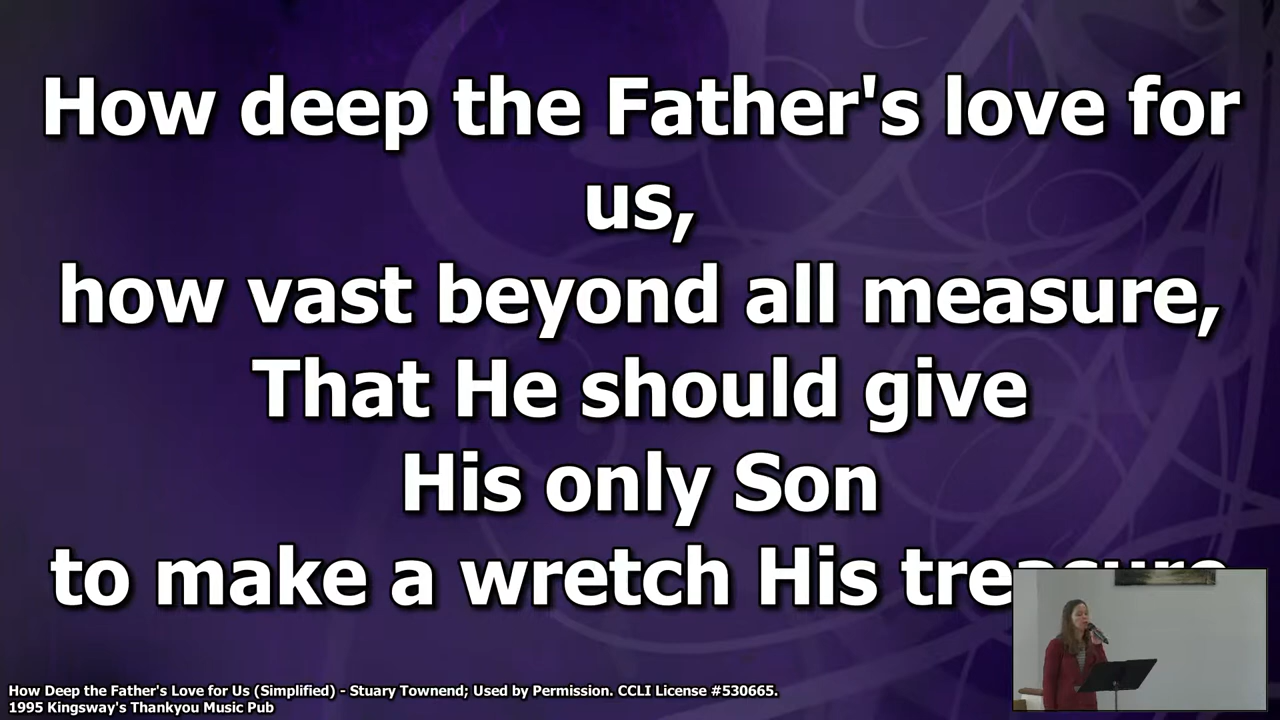 How deep the Father's love for
us,
how vast beyond all measure,
That He should give
His only Son
to make a wretch His treasure
How Deep the Father's Love for Us (Simplified) - Stuary Townend; Used by Permission. CCLI License #530665.
1995 Kingsway's Thankyou Music Pub